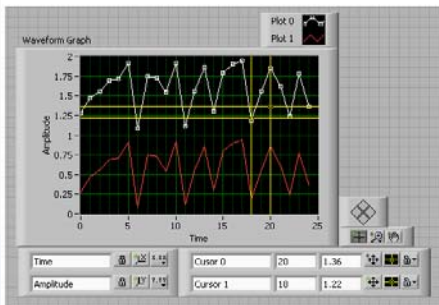 Plot 0
Plot 1
Waveform Graph
2
1.75
1.5
1.25
1
0.75
0.5
0.25
0
Amplitude
0 5 10 15 20 25
Time
Time
Amplitude
Cusor 0 20 1.36
Cursor 1 18 1.22